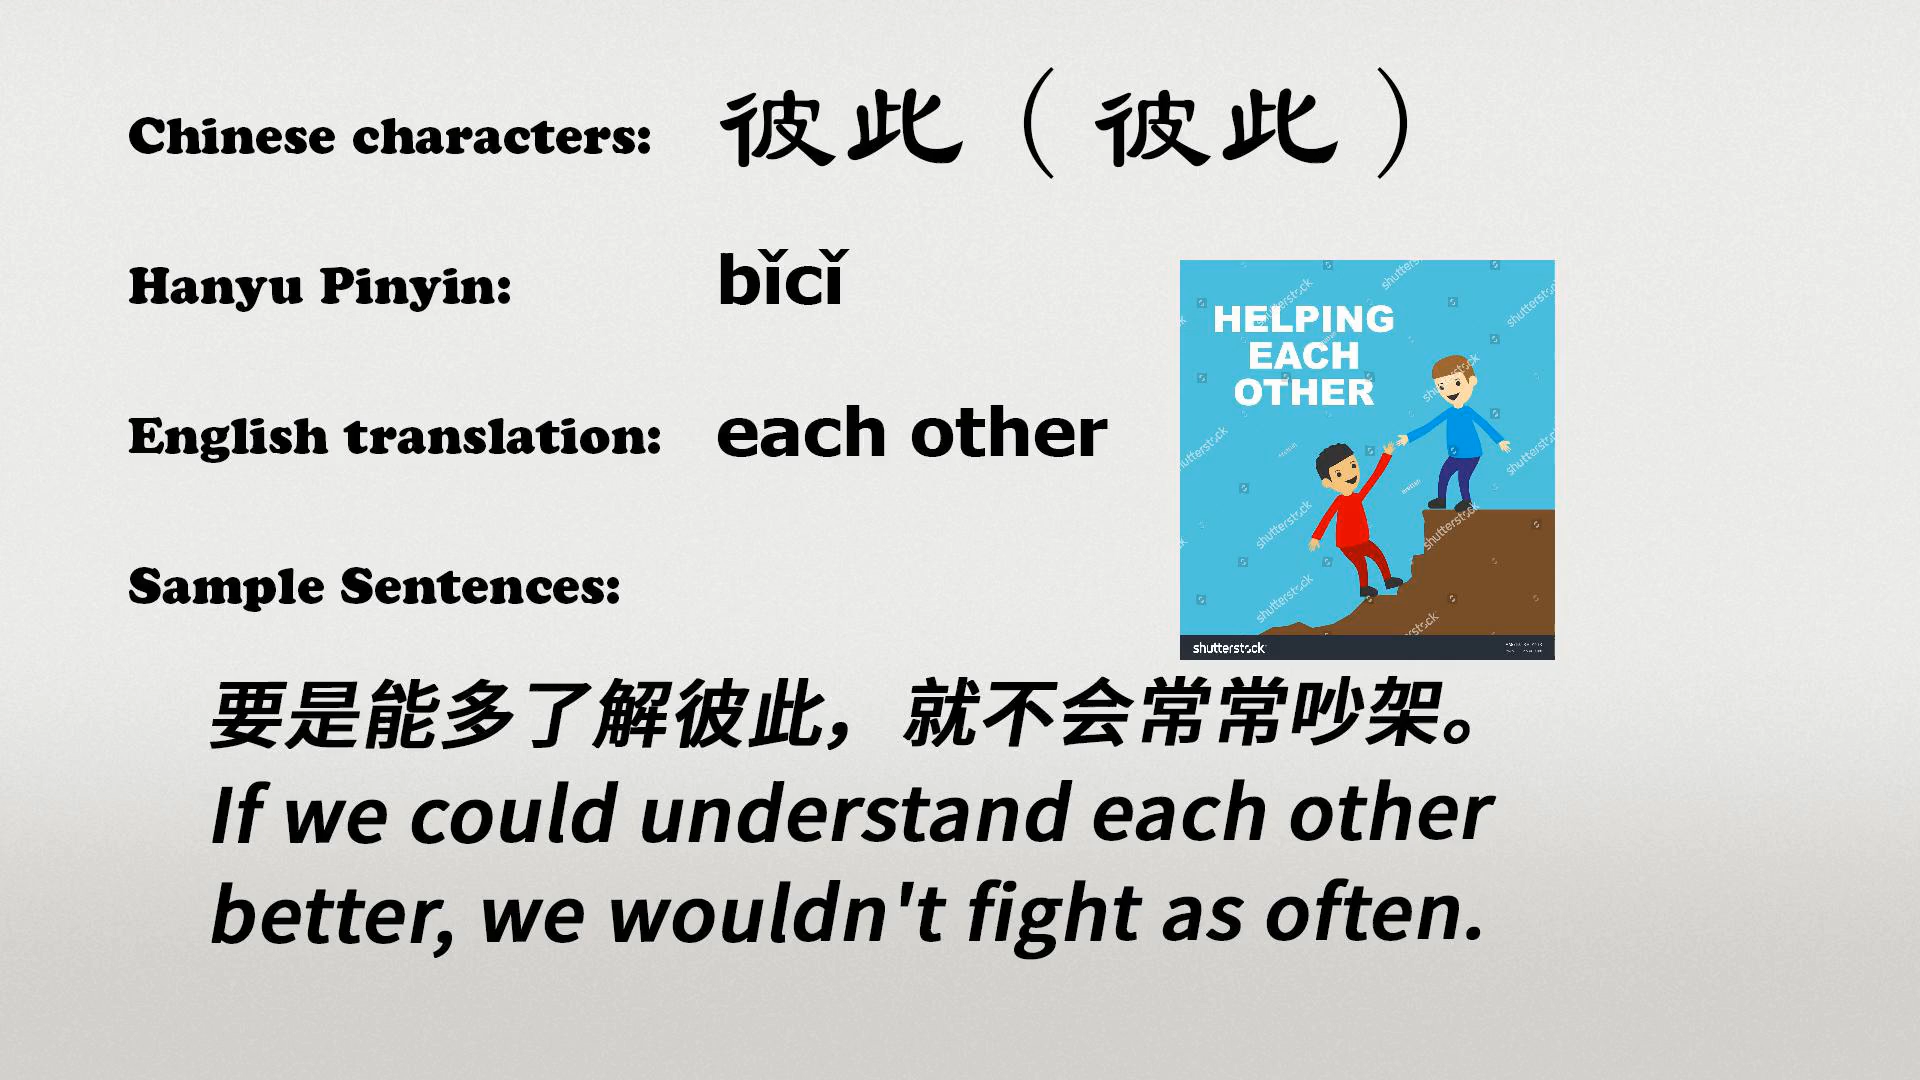 Chinese characters: 彼此（彼此）
Hanyu Pinyin: bǐcǐ
English translation: each other
HELPING
EACH
OTHER
shutterstock
Sample Sentences:
要是能多了解彼此，就不会常常吵架。
If we could understand each other
better, we wouldn't fight as often.